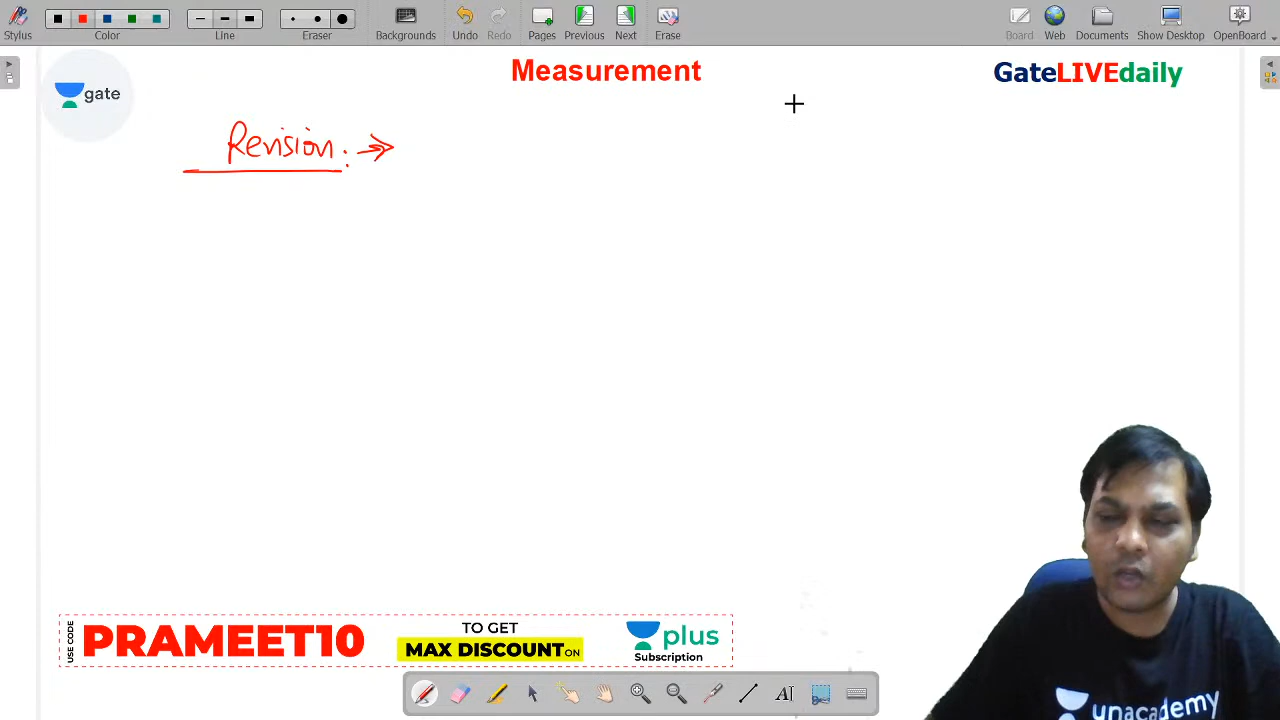 Stylus
Color
Line
Eraser
Backgrounds
Undo
Redo
Pages
Previous
Next
Erase
Board
Web
Documents
Show Desktop
OpenBoard
gate
Measurement
GateLIVEdaily
Revision :→
USE CODE
PRAMEET10
TO GET
MAX DISCOUNT ON
plus
Subscription
AI
unacademy